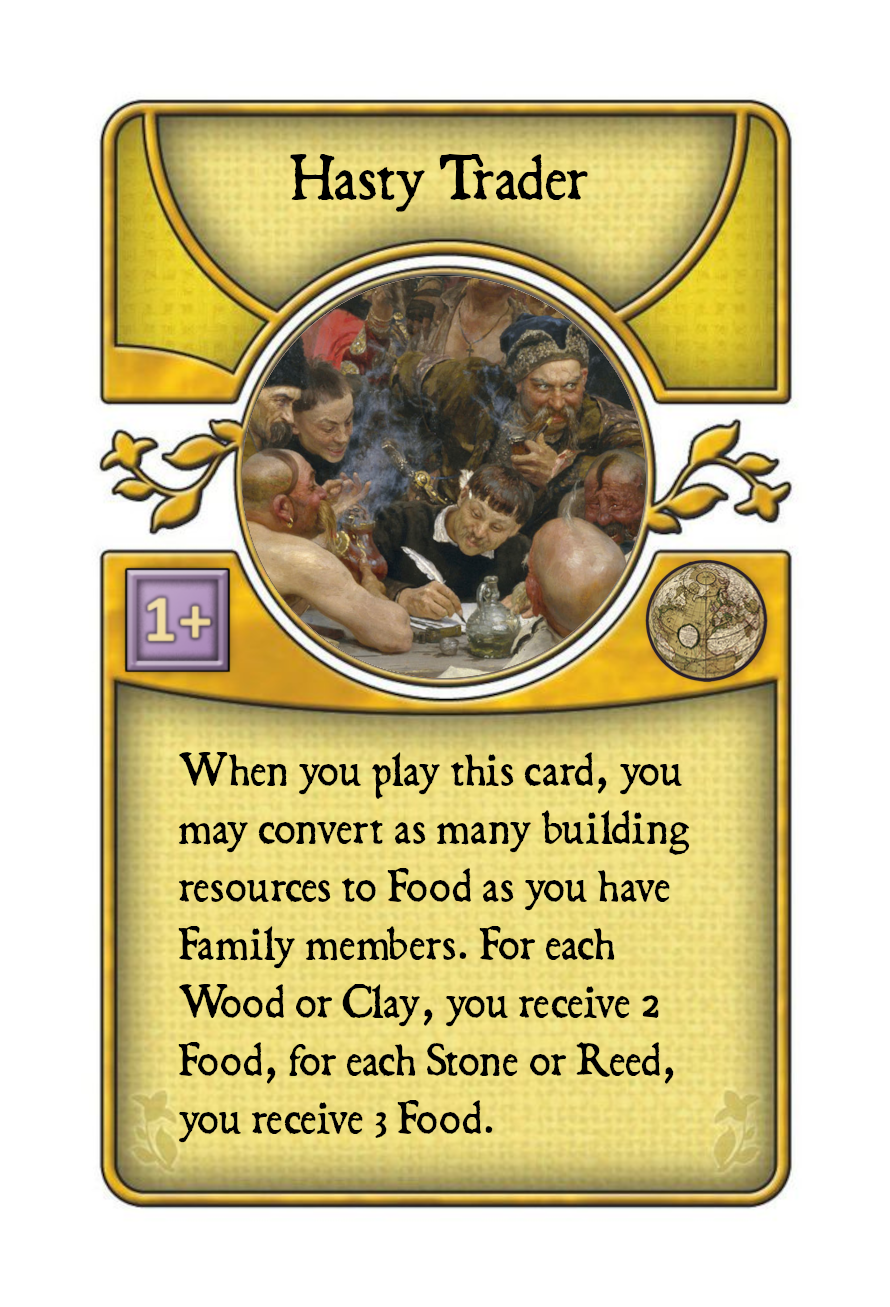 Hasty Trader
1+
When you play this card, you
may convert as many building
resources to Food as you have
Family members. For each
Wood or Clay, you receive 2
Food, for each Stone or Reed,
you receive 3 Food.